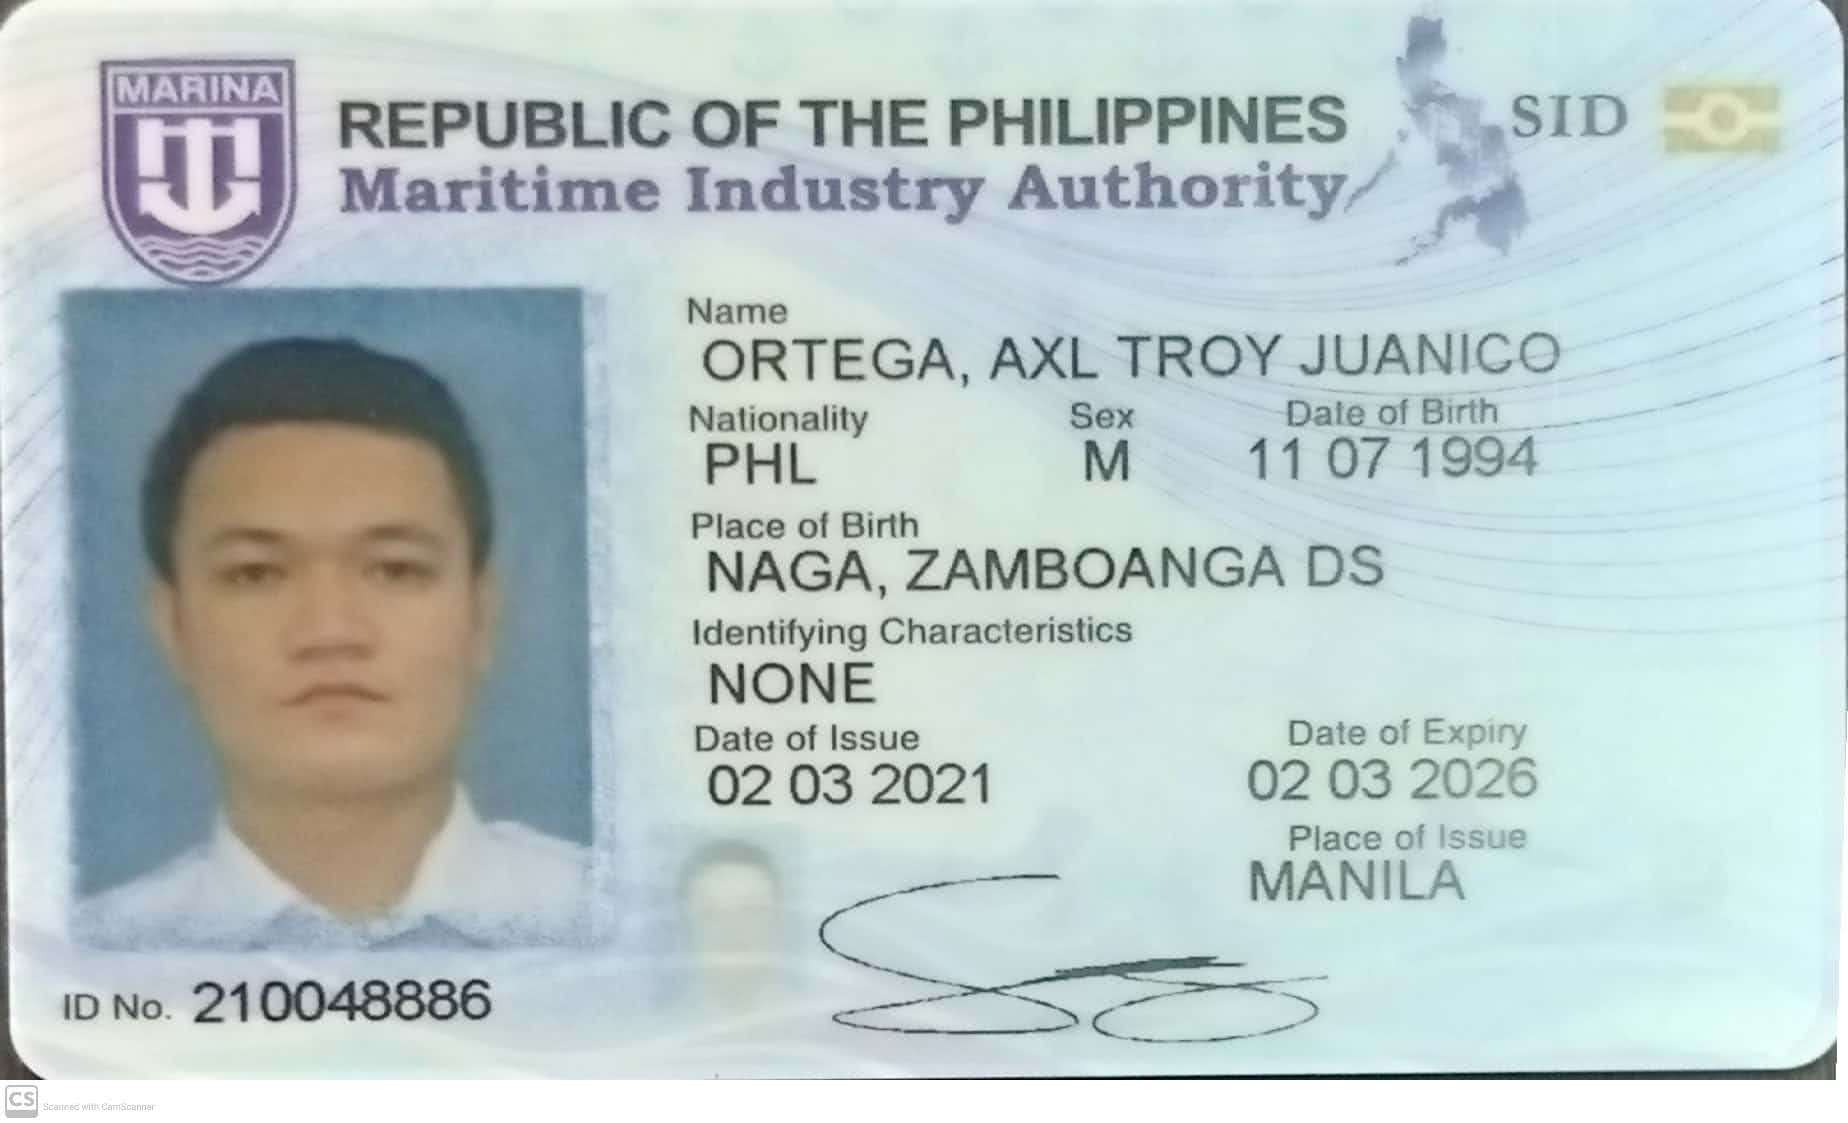 MARINA
REPUBLIC OF THE PHILIPPINES
Maritime Industry Authority
SID
Name
ORTEGA, AXL TROY JUANICO
Nationality Sex Date of Birth
PHL M 11 07 1994
Place of Birth
NAGA, ZAMBOANGA DS
Identifying Characteristics
NONE
Date of Issue Date of Expiry
02 03 2021 02 03 2026
Place of Issue
MANILA
ID No. 210048886
CS Scanned with CamScanner